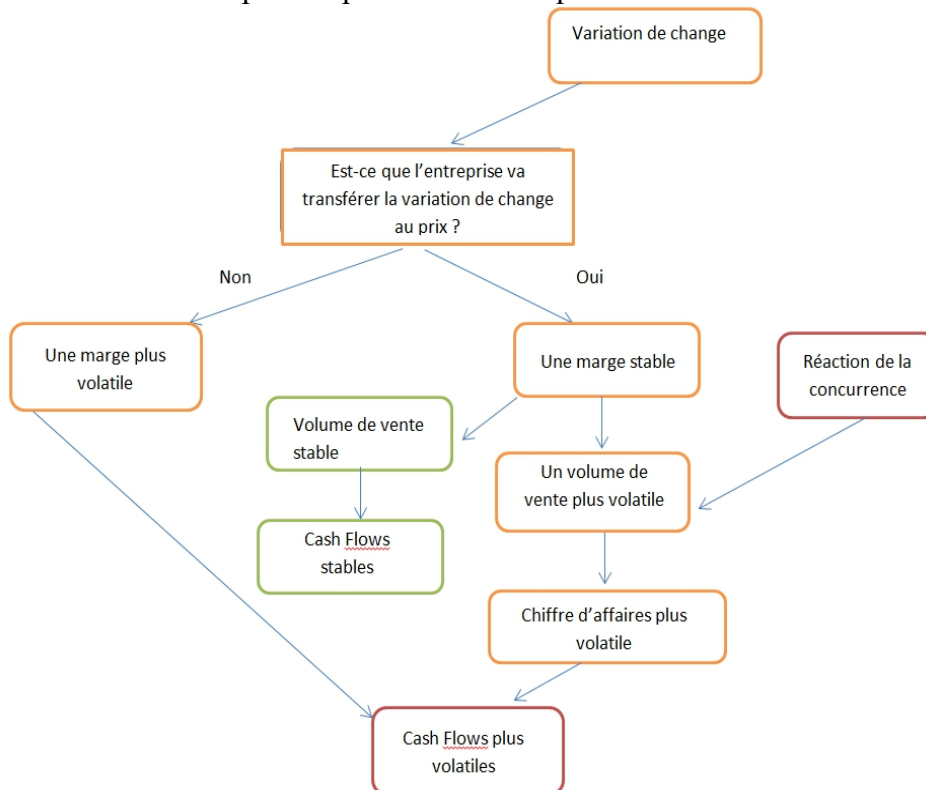 Variation de change
Est-ce que l'entreprise va
transférer la variation de change
au prix ?
Non
Oui
Une marge plus
volatile
Une marge stable
Réaction de la
concurrence
Volume de vente
stable
Un volume de
vente plus volatile
Cash Flows
stables
Chiffre d'affaires plus
volatile
Cash Flows plus
volatiles